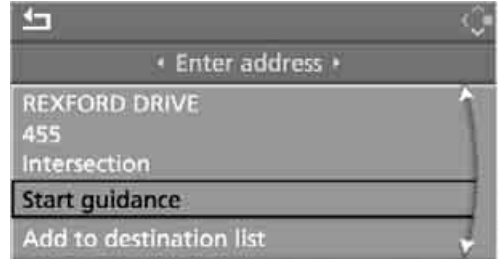 Enter address
REXFORD DRIVE
455
Intersection
Start guidance
Add to destination list